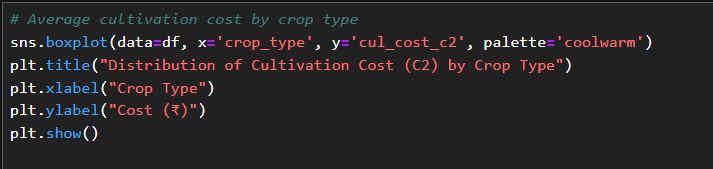 # Average cultivation cost by crop type
sns.boxplot(data=df, x='crop_type', y='cul_cost_c2', palette='coolwarm')
plt.title("Distribution of Cultivation Cost (C2) by Crop Type")
plt.xlabel("Crop Type")
plt.ylabel("Cost (₹)")
plt.show()